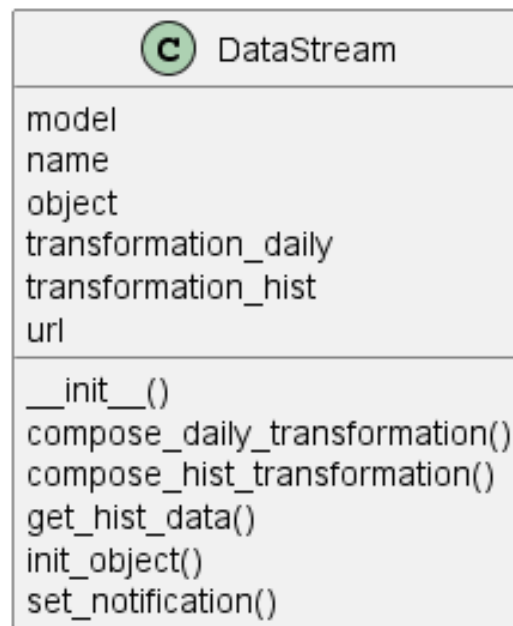 C DataStream
model
name
object
transformation_daily
transformation_hist
url
__init__()
compose_daily_transformation()
compose_hist_transformation()
get_hist_data()
init_object()
set_notification()